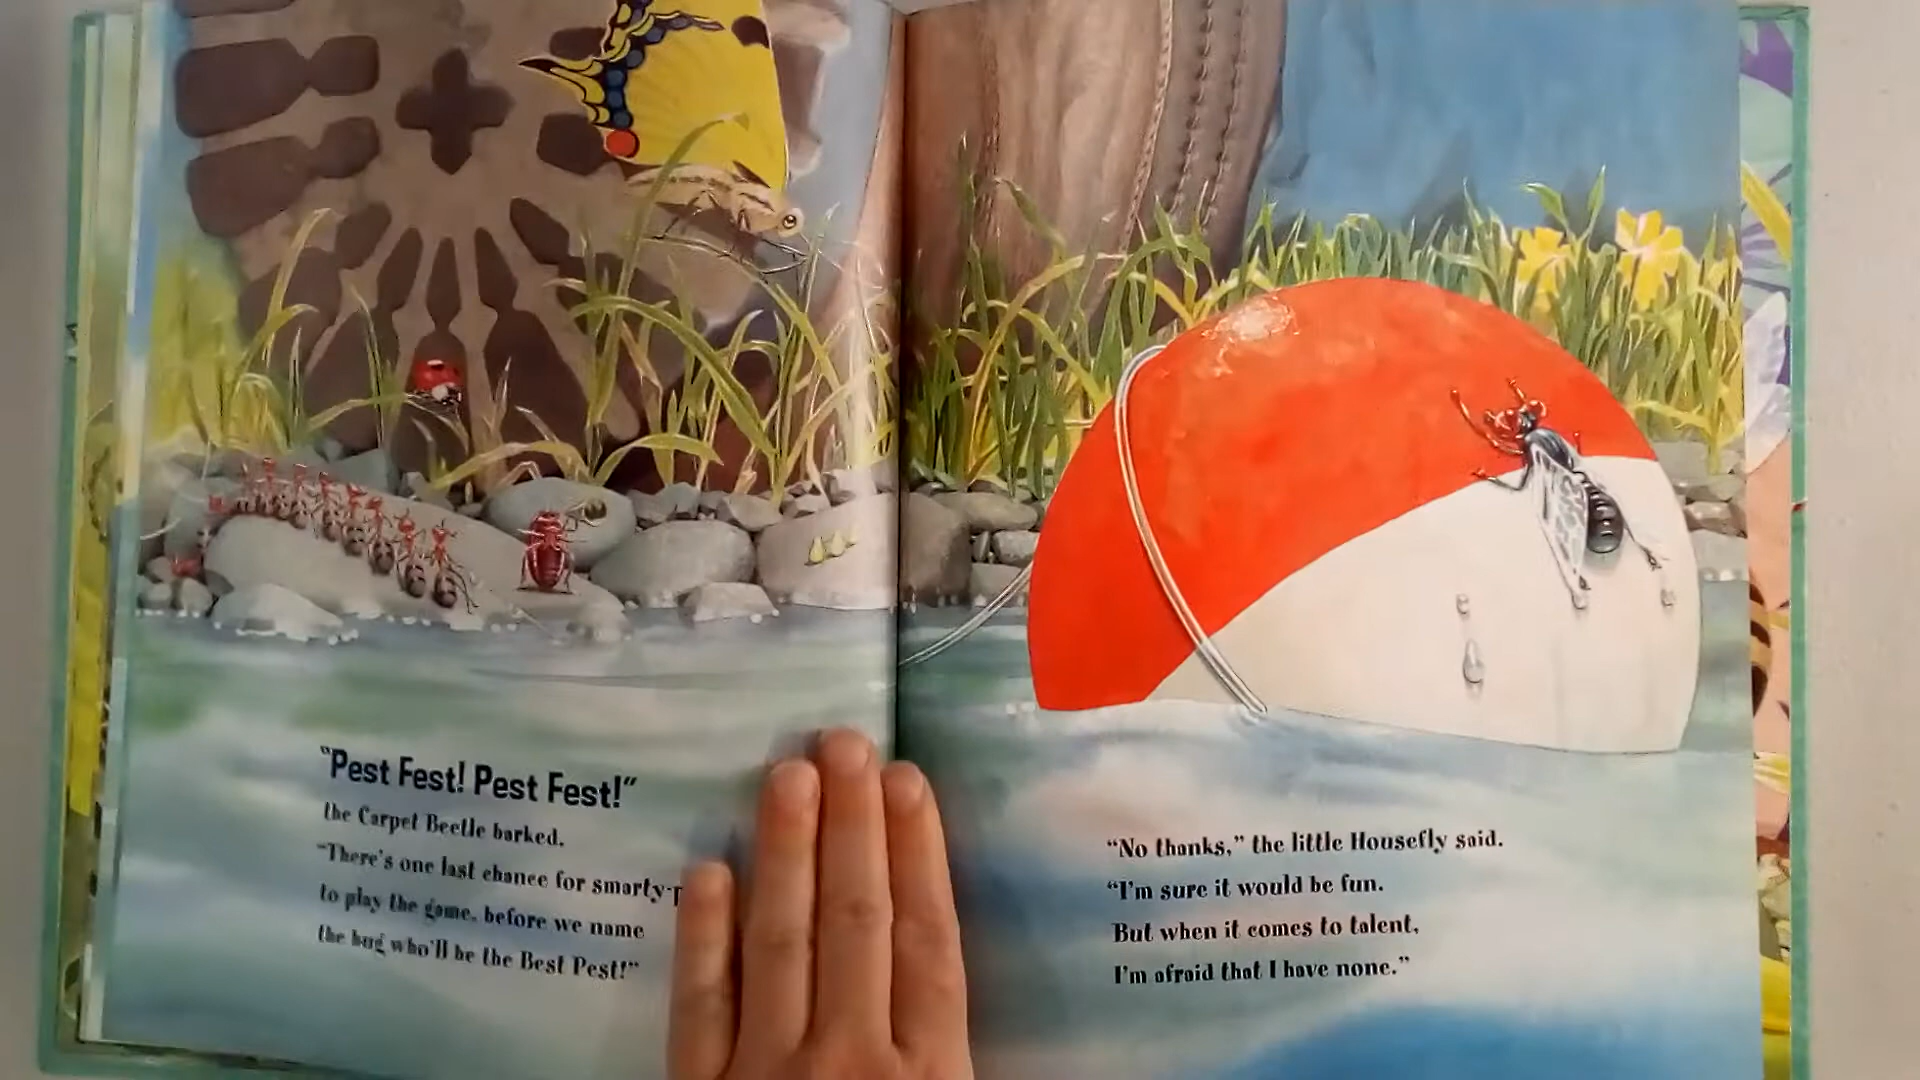 "Pest Fest! Pest Fest!"
the Carpet Beetle barked.
"There's one last chance for
to play the game, before we name
the bug who'll be the Best Pest!"
"No thanks," the little Housefly said.
"I'm sure it would be fun.
But when it comes to talent,
I'm afraid that I have none."